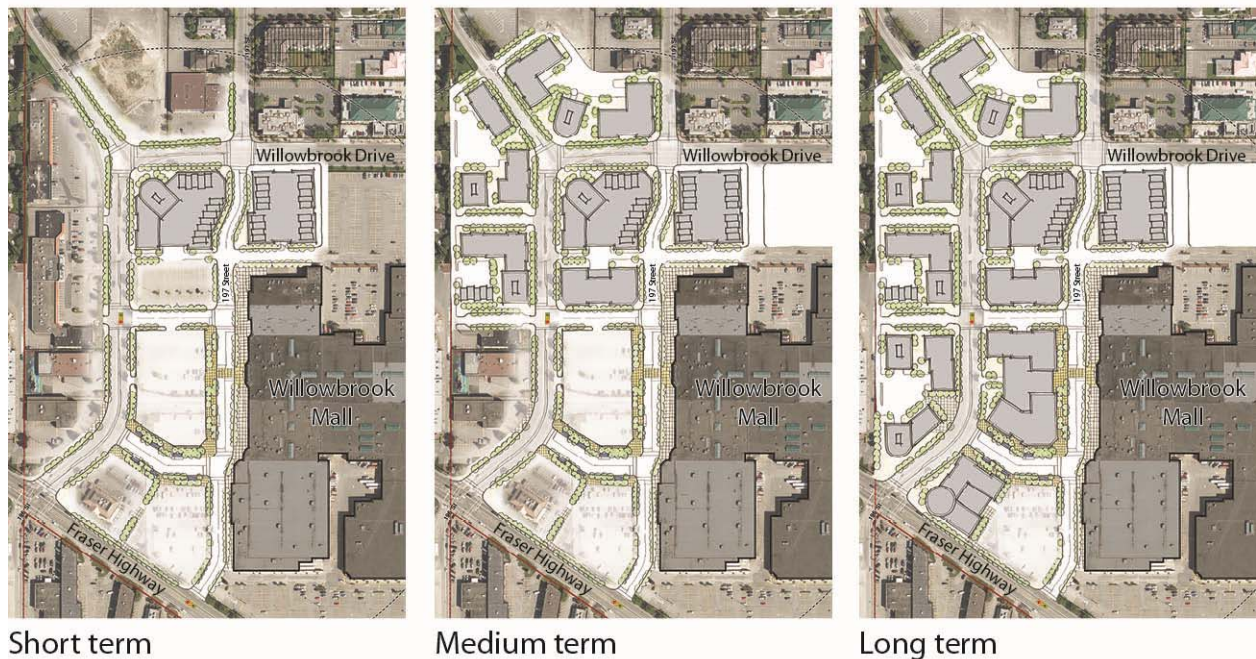 Willowbrook Drive
197 Street
Willowbrook
Mall
Fraser Highway
Short term
Willowbrook Drive
197 Street
Willowbrook
Mall
Fraser Highway
Medium term
Willowbrook Drive
197 Street
Willowbrook
Mall
Fraser Highway
Long term